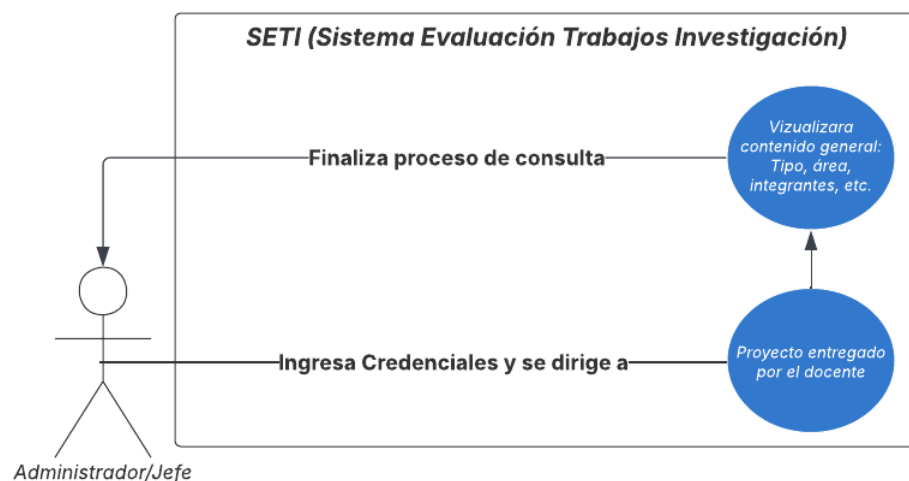 SETI (Sistema Evaluación Trabajos Investigación)
Vizualizara
contenido general:
Tipo, área,
integrantes, etc.
Finaliza proceso de consulta
Ingresa Credenciales y se dirige a
Proyecto entregado
por el docente
Administrador/Jefe